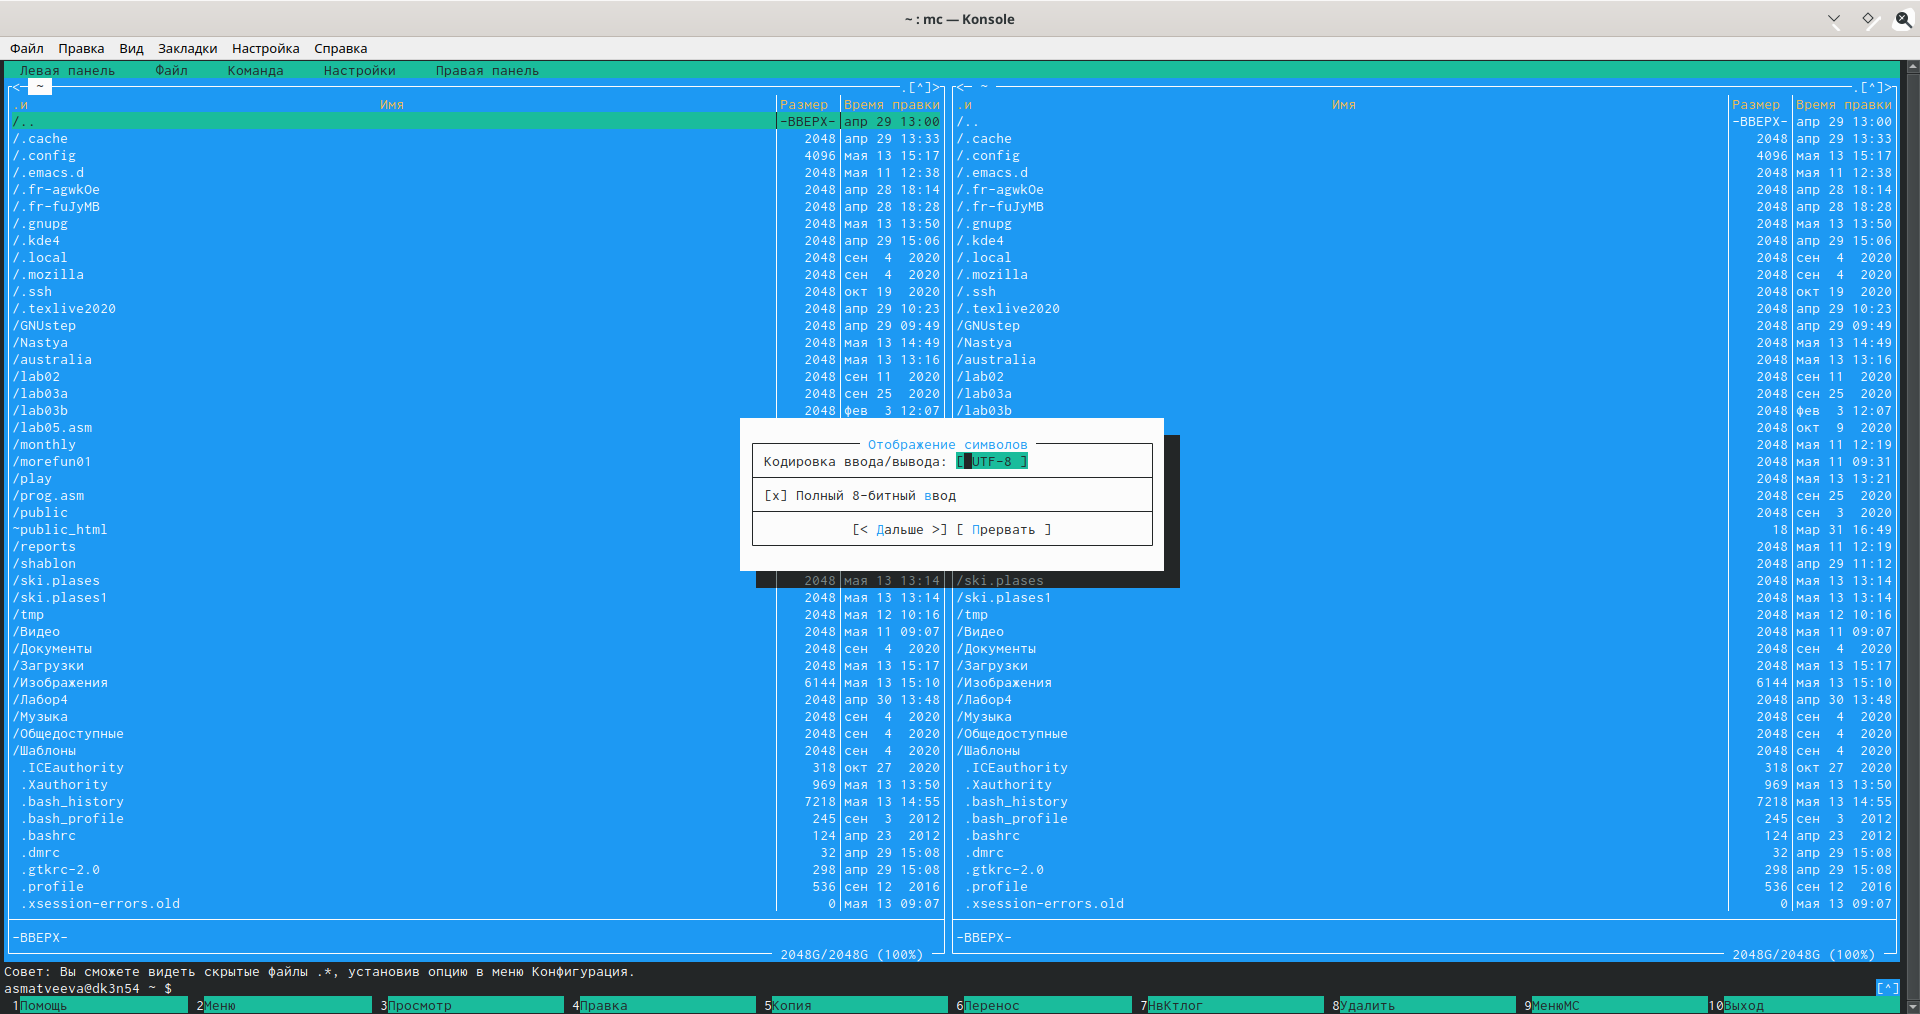 ~ : mc — Konsole
Файл Правка Вид Закладки Настройка Справка
Левая панель Файл Команда Настройки Правая панель
<─ ~ .[^]> <─ ~ .[^]>
.и Имя Размер Время правки .и Имя Размер Время правки
/.. -ВВЕРХ- апр 29 13:00 /.. -ВВЕРХ- апр 29 13:00
/.cache 2048 апр 29 13:33 /.cache 2048 апр 29 13:33
/.config 4096 мая 13 15:17 /.config 4096 мая 13 15:17
/.emacs.d 2048 мая 11 12:38 /.emacs.d 2048 мая 11 12:38
/.fr-agwkOe 2048 апр 28 18:14 /.fr-agwkOe 2048 апр 28 18:14
/.fr-fuJyMB 2048 апр 28 18:28 /.fr-fuJyMB 2048 апр 28 18:28
/.gnupg 2048 мая 13 13:50 /.gnupg 2048 мая 13 13:50
/.kde4 2048 апр 29 15:06 /.kde4 2048 апр 29 15:06
/.local 2048 сен 4 2020 /.local 2048 сен 4 2020
/.mozilla 2048 сен 4 2020 /.mozilla 2048 сен 4 2020
/.ssh 2048 окт 19 2020 /.ssh 2048 окт 19 2020
/.texlive2020 2048 апр 29 10:23 /.texlive2020 2048 апр 29 10:23
/GNUstep 2048 апр 29 09:49 /GNUstep 2048 апр 29 09:49
/Nastya 2048 мая 13 14:49 /Nastya 2048 мая 13 14:49
/australia 2048 мая 13 13:16 /australia 2048 мая 13 13:16
/lab02 2048 сен 11 2020 /lab02 2048 сен 11 2020
/lab03a 2048 сен 25 2020 /lab03a 2048 сен 25 2020
/lab03b 2048 фев 3 12:07 /lab03b 2048 фев 3 12:07
/lab05.asm 2048 окт 9 2020
/monthly Отображение символов 2048 мая 11 12:19
/morefun01 Кодировка ввода/вывода: [ UTF-8 ] 2048 мая 11 09:31
/play 2048 мая 13 13:21
/prog.asm [x] Полный 8-битный ввод 2048 сен 25 2020
/public 2048 сен 3 2020
~public_html [< Дальше >] [ Прервать ] 18 мар 31 16:49
/reports 2048 мая 11 12:19
/shablon 2048 апр 29 11:12
/ski.plases 2048 мая 13 13:14 /ski.plases 2048 мая 13 13:14
/ski.plases1 2048 мая 13 13:14 /ski.plases1 2048 мая 13 13:14
/tmp 2048 мая 12 10:16 /tmp 2048 мая 12 10:16
/Видео 2048 мая 11 09:07 /Видео 2048 мая 11 09:07
/Документы 2048 сен 4 2020 /Документы 2048 сен 4 2020
/Загрузки 2048 мая 13 15:17 /Загрузки 2048 мая 13 15:17
/Изображения 6144 мая 13 15:10 /Изображения 6144 мая 13 15:10
/Лабор4 2048 апр 30 13:48 /Лабор4 2048 апр 30 13:48
/Музыка 2048 сен 4 2020 /Музыка 2048 сен 4 2020
/Общедоступные 2048 сен 4 2020 /Общедоступные 2048 сен 4 2020
/Шаблоны 2048 сен 4 2020 /Шаблоны 2048 сен 4 2020
.ICEauthority 318 окт 27 2020 .ICEauthority 318 окт 27 2020
.Xauthority 969 мая 13 13:50 .Xauthority 969 мая 13 13:50
.bash_history 7218 мая 13 14:55 .bash_history 7218 мая 13 14:55
.bash_profile 245 сен 3 2012 .bash_profile 245 сен 3 2012
.bashrc 124 апр 23 2012 .bashrc 124 апр 23 2012
.dmrc 32 апр 29 15:08 .dmrc 32 апр 29 15:08
.gtkrc-2.0 298 апр 29 15:08 .gtkrc-2.0 298 апр 29 15:08
.profile 536 сен 12 2016 .profile 536 сен 12 2016
.xsession-errors.old 0 мая 13 09:07 .xsession-errors.old 0 мая 13 09:07
-ВВЕРХ- -ВВЕРХ-
2048G/2048G (100%) 2048G/2048G (100%)
Совет: Вы сможете видеть скрытые файлы .*, установив опцию в меню Конфигурация.
asmatveeva@dk3n54 ~ $ [^]
1Помощь 2Меню 3Просмотр 4Правка 5Копия 6Перенос 7НвКтлог 8Удалить 9МенюMC 10Выход